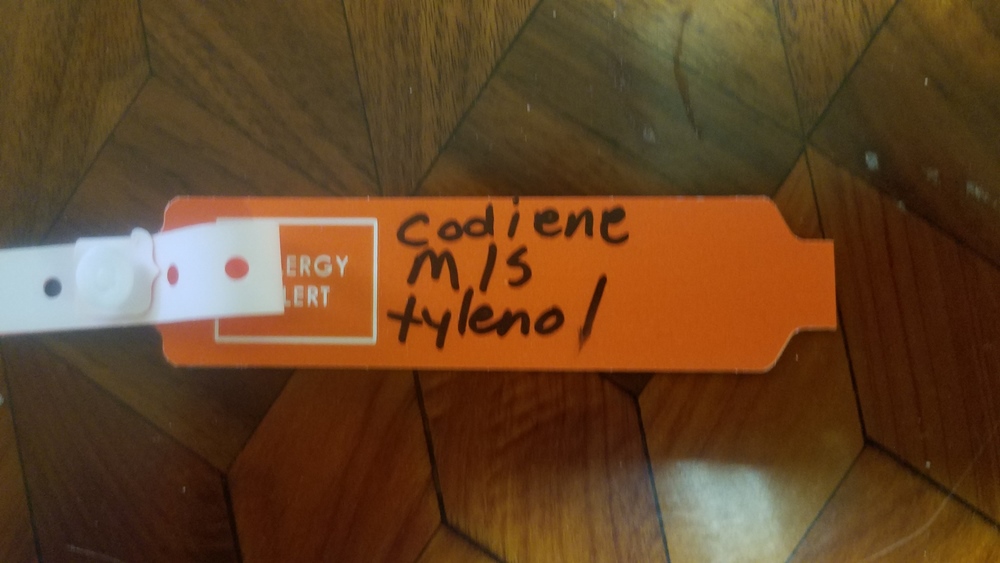 ERGY
LERT
codiene
M/S
tylenol